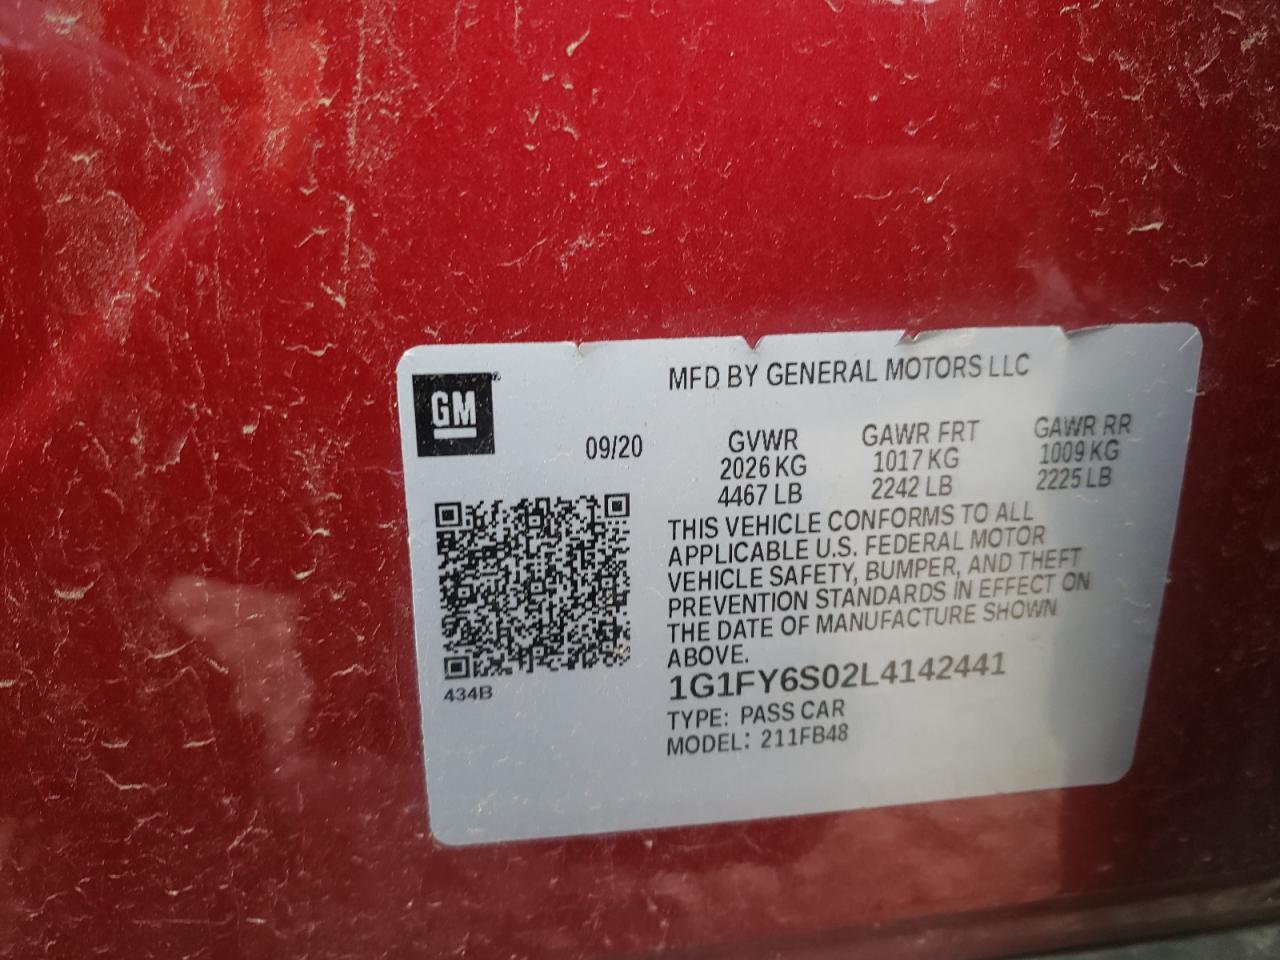 GM
MFD BY GENERAL MOTORS LLC
09/20
GVWR GAWR FRT GAWR RR
2026 KG 1017 KG 1009 KG
4467 LB 2242 LB 2225 LB
THIS VEHICLE CONFORMS TO ALL
APPLICABLE U.S. FEDERAL MOTOR
VEHICLE SAFETY, BUMPER, AND THEFT
PREVENTION STANDARDS IN EFFECT ON
THE DATE OF MANUFACTURE SHOWN
ABOVE.
434B
1G1FY6S02L4142441
TYPE: PASS CAR
MODEL: 211FB48